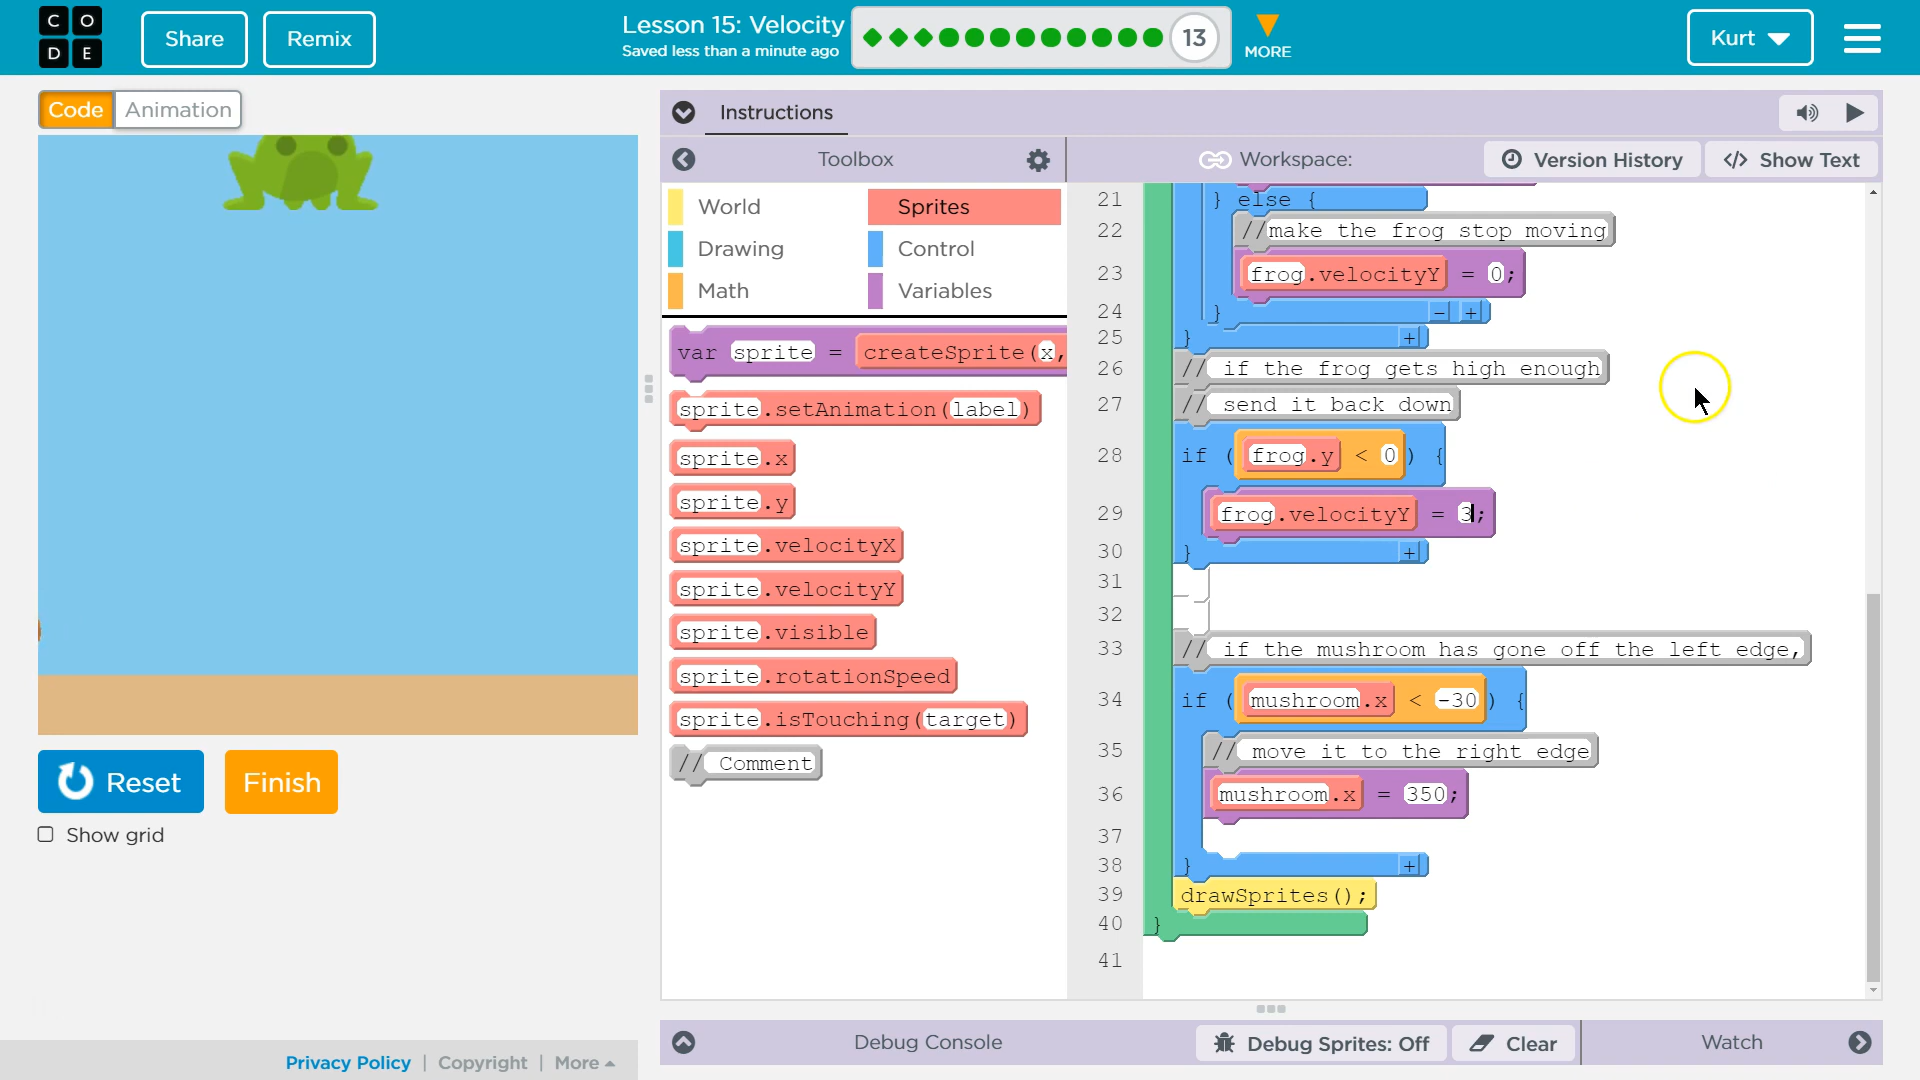 C O
D E
Share
Remix
Lesson 15: Velocity
Saved less than a minute ago
13
MORE
Kurt
Code
Animation
Instructions
Toolbox
Workspace:
Version History
</> Show Text
World
Sprites
Drawing
Control
Math
Variables
var sprite = createSprite(x,
sprite.setAnimation(label)
sprite.x
sprite.y
sprite.velocityX
sprite.velocityY
sprite.visible
sprite.rotationSpeed
sprite.isTouching(target)
// Comment
21 } else {
22 //make the frog stop moving
23 frog.velocityY = 0;
24 } - +
25 } +
26 // if the frog gets high enough
27 // send it back down
28 if (frog.y < 0) {
29 frog.velocityY = 3;
30 } +
31
32
33 // if the mushroom has gone off the left edge,
34 if (mushroom.x < -30) {
35 // move it to the right edge
36 mushroom.x = 350;
37
38 } +
39 drawSprites();
40 }
41
Reset
Finish
Show grid
Privacy Policy | Copyright | More
Debug Console
Debug Sprites: Off
Clear
Watch